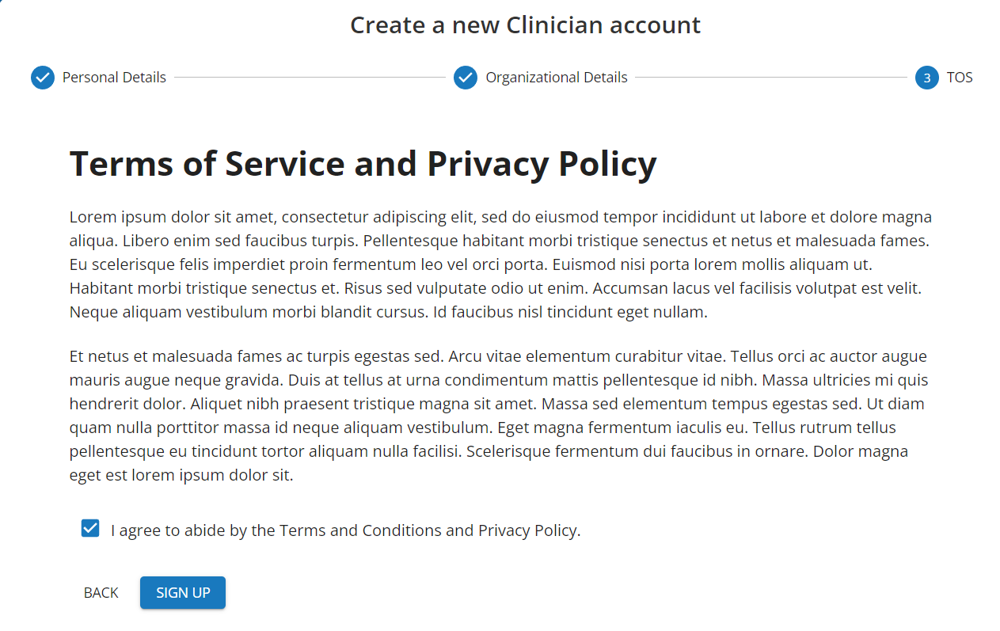 Create a new Clinician account
Personal Details
Organizational Details
3 TOS
Terms of Service and Privacy Policy
Lorem ipsum dolor sit amet, consectetur adipiscing elit, sed do eiusmod tempor incididunt ut labore et dolore magna
aliqua. Libero enim sed faucibus turpis. Pellentesque habitant morbi tristique senectus et netus et malesuada fames.
Eu scelerisque felis imperdiet proin fermentum leo vel orci porta. Euismod nisi porta lorem mollis aliquam ut.
Habitant morbi tristique senectus et. Risus sed vulputate odio ut enim. Accumsan lacus vel facilisis volutpat est velit.
Neque aliquam vestibulum morbi blandit cursus. Id faucibus nisl tincidunt eget nullam.
Et netus et malesuada fames ac turpis egestas sed. Arcu vitae elementum curabitur vitae. Tellus orci ac auctor augue
mauris augue neque gravida. Duis at tellus at urna condimentum mattis pellentesque id nibh. Massa ultricies mi quis
hendrerit dolor. Aliquet nibh praesent tristique magna sit amet. Massa sed elementum tempus egestas sed. Ut diam
quam nulla porttitor massa id neque aliquam vestibulum. Eget magna fermentum iaculis eu. Tellus rutrum tellus
pellentesque eu tincidunt tortor aliquam nulla facilisi. Scelerisque fermentum dui faucibus in ornare. Dolor magna
eget est lorem ipsum dolor sit.
I agree to abide by the Terms and Conditions and Privacy Policy.
BACK
SIGN UP